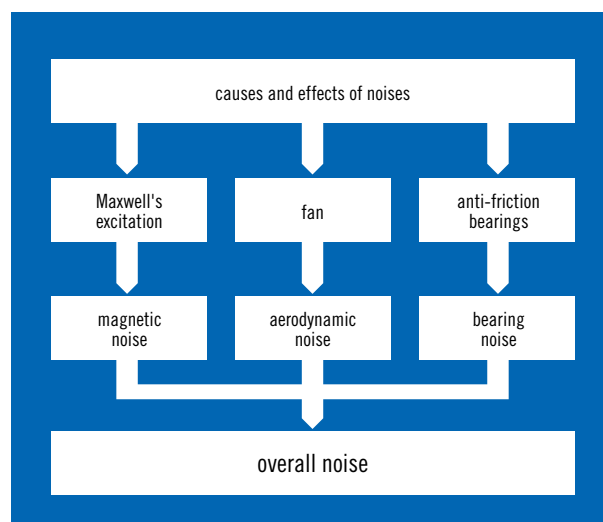 causes and effects of noises
Maxwell's
excitation
fan
anti-friction
bearings
magnetic
noise
aerodynamic
noise
bearing
noise
overall noise